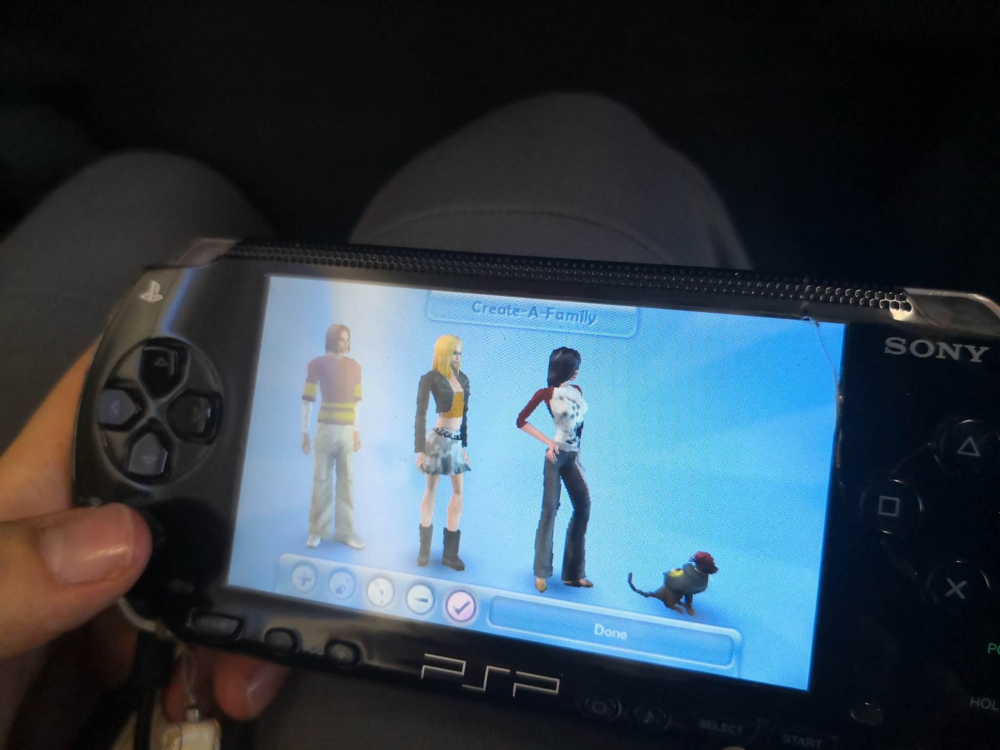 Create-A-Family
SONY
Done
PSP
HOL
SELECT
START